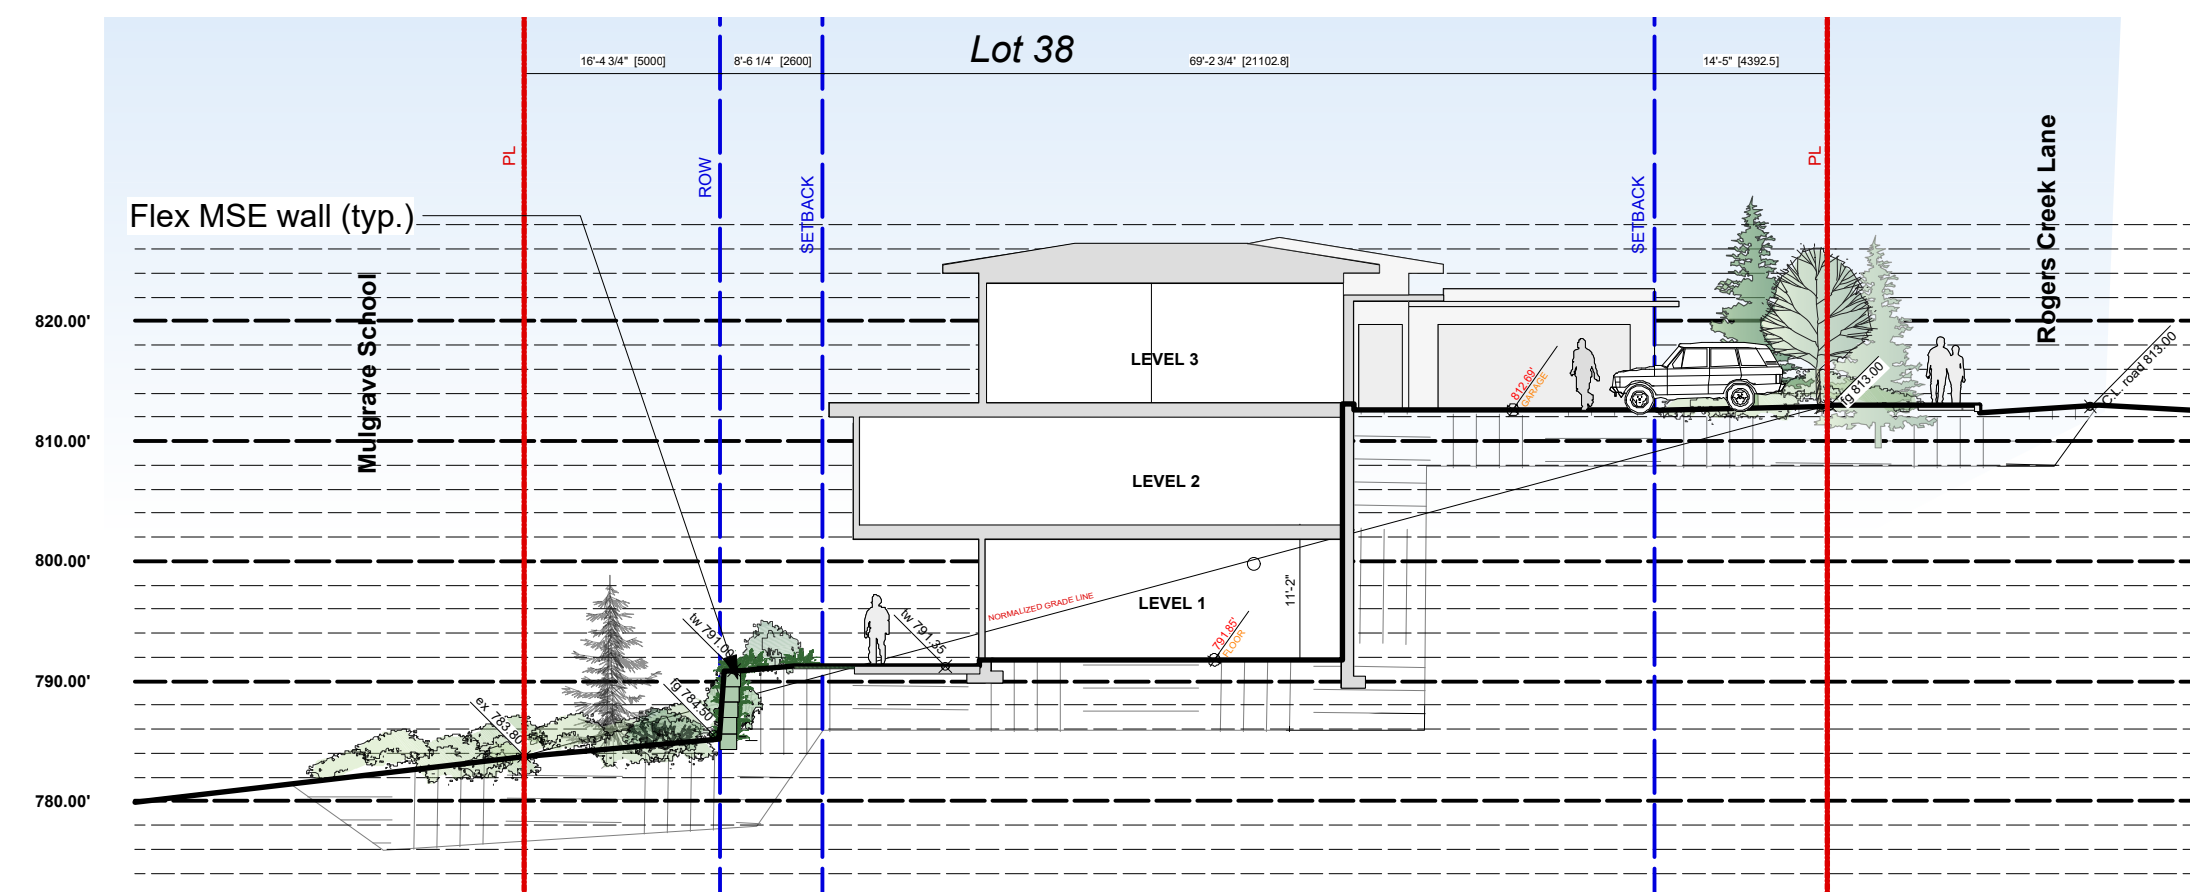 Lot 38
16'-4 3/4" [5000]
8'-6 1/4' [2600]
69'-2 3/4' [21102.8]
14'-5" [4392.5]
PL
ROW
SETBACK
SETBACK
PL
Rogers Creek Lane
Flex MSE wall (typ.)
Mulgrave School
820.00'
810.00'
800.00'
790.00'
780.00'
LEVEL 3
LEVEL 2
LEVEL 1
812.69'
GARAGE
fg 813.00
C.L. road 813.00
NORMALIZED GRADE LINE
11'-2"
791.85'
FLOOR
tw 791.00
tw 791.35
fg 784.50
ex. 783.80